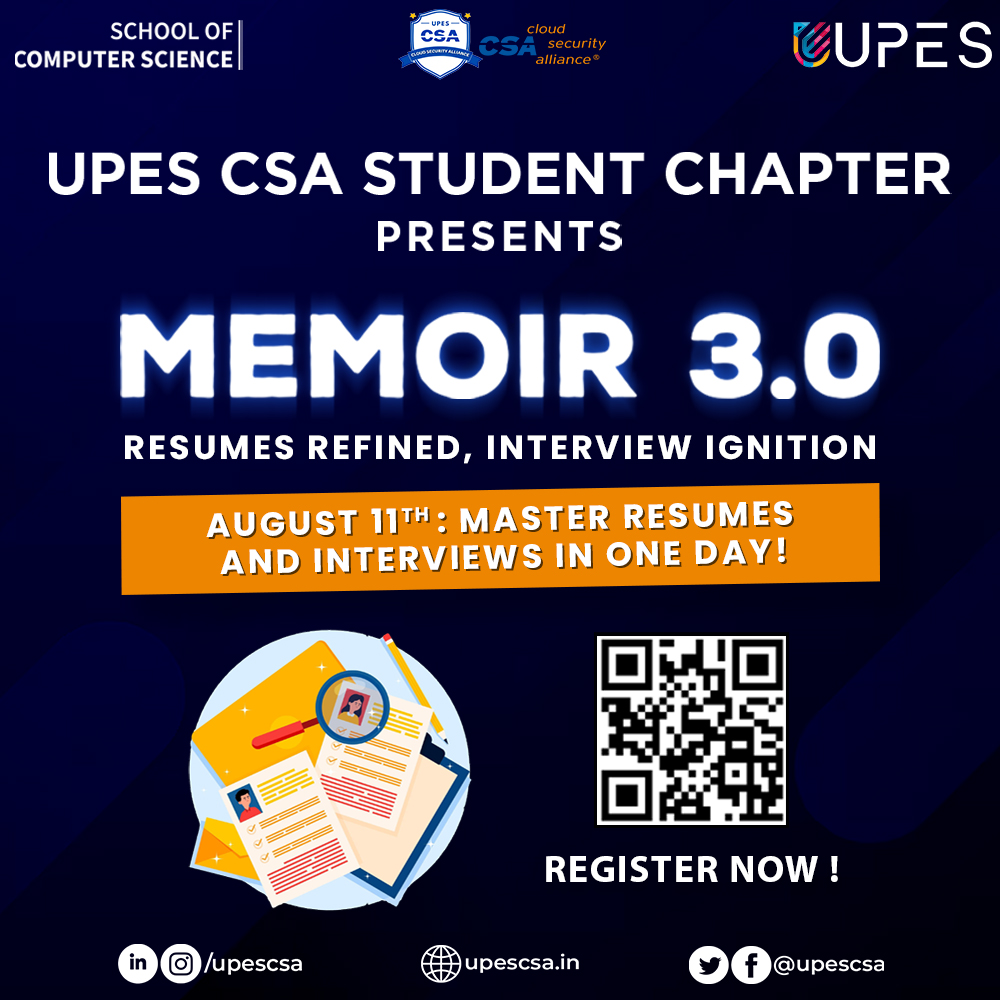 SCHOOL OF
COMPUTER SCIENCE
UPES
CSA
CLOUD SECURITY ALLIANCE
CSA cloud
security
alliance®
UPES
UPES CSA STUDENT CHAPTER
PRESENTS
MEMOIR 3.0
RESUMES REFINED, INTERVIEW IGNITION
AUGUST 11TH : MASTER RESUMES
AND INTERVIEWS IN ONE DAY!
REGISTER NOW !
in /upescsa
upescsa.in
f @upescsa